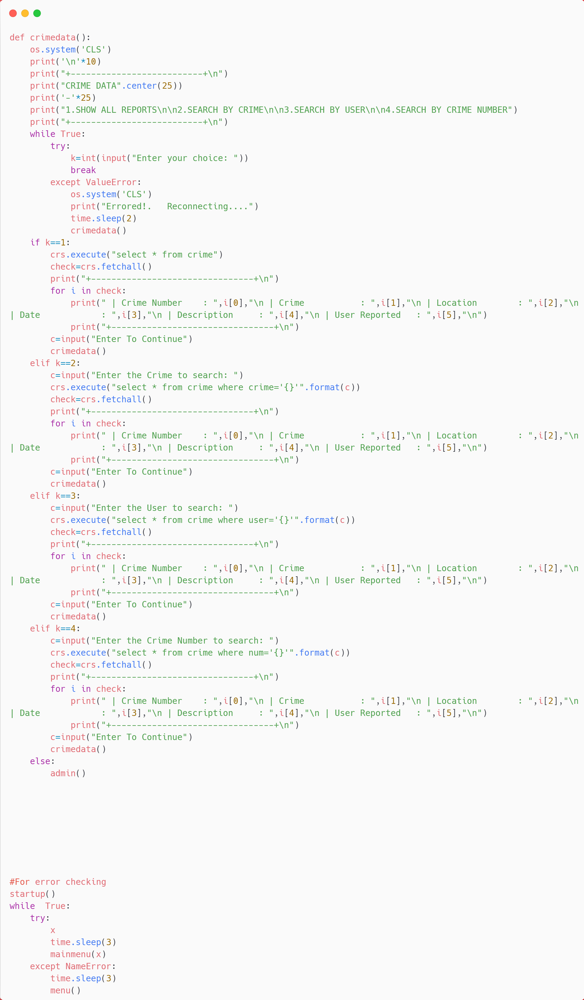 def crimedata():
    os.system('CLS')
    print('\n'*10)
    print("+--------------------------+\n")
    print("CRIME DATA".center(25))
    print('-'*25)
    print("1.SHOW ALL REPORTS\n\n2.SEARCH BY CRIME\n\n3.SEARCH BY USER\n\n4.SEARCH BY CRIME NUMBER")
    print("+--------------------------+\n")
    while True:
        try:
            k=int(input("Enter your choice: "))
            break
        except ValueError:
            os.system('CLS')
            print("Errored!.   Reconnecting....")
            time.sleep(2)
            crimedata()
    if k==1:
        crs.execute("select * from crime")
        check=crs.fetchall()
        print("+--------------------------------+\n")
        for i in check:
            print(" | Crime Number    : ",i[0],"\n | Crime           : ",i[1],"\n | Location        : ",i[2],"\n
| Date            : ",i[3],"\n | Description     : ",i[4],"\n | User Reported   : ",i[5],"\n")
            print("+--------------------------------+\n")
        c=input("Enter To Continue")
        crimedata()
    elif k==2:
        c=input("Enter the Crime to search: ")
        crs.execute("select * from crime where crime='{}'".format(c))
        check=crs.fetchall()
        print("+--------------------------------+\n")
        for i in check:
            print(" | Crime Number    : ",i[0],"\n | Crime           : ",i[1],"\n | Location        : ",i[2],"\n
| Date            : ",i[3],"\n | Description     : ",i[4],"\n | User Reported   : ",i[5],"\n")
            print("+--------------------------------+\n")
        c=input("Enter To Continue")
        crimedata()
    elif k==3:
        c=input("Enter the User to search: ")
        crs.execute("select * from crime where user='{}'".format(c))
        check=crs.fetchall()
        print("+--------------------------------+\n")
        for i in check:
            print(" | Crime Number    : ",i[0],"\n | Crime           : ",i[1],"\n | Location        : ",i[2],"\n
| Date            : ",i[3],"\n | Description     : ",i[4],"\n | User Reported   : ",i[5],"\n")
            print("+--------------------------------+\n")
        c=input("Enter To Continue")
        crimedata()
    elif k==4:
        c=input("Enter the Crime Number to search: ")
        crs.execute("select * from crime where num='{}'".format(c))
        check=crs.fetchall()
        print("+--------------------------------+\n")
        for i in check:
            print(" | Crime Number    : ",i[0],"\n | Crime           : ",i[1],"\n | Location        : ",i[2],"\n
| Date            : ",i[3],"\n | Description     : ",i[4],"\n | User Reported   : ",i[5],"\n")
            print("+--------------------------------+\n")
        c=input("Enter To Continue")
        crimedata()
    else:
        admin()
#For error checking
startup()
while  True:
    try:
        x
        time.sleep(3)
        mainmenu(x)
    except NameError:
        time.sleep(3)
        menu()